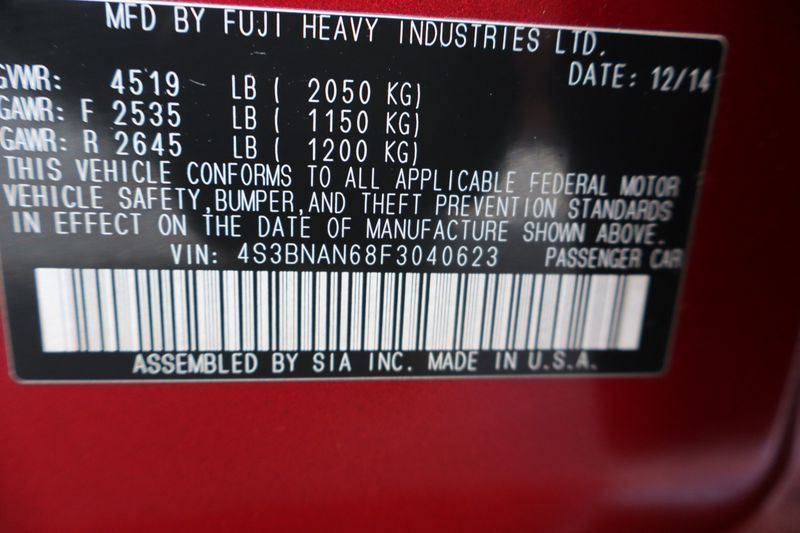 MFD BY FUJI HEAVY INDUSTRIES LTD.
DATE: 12/14
GVWR: 4519 LB ( 2050 KG)
GAWR: F 2535 LB ( 1150 KG)
GAWR: R 2645 LB ( 1200 KG)
THIS VEHICLE CONFORMS TO ALL APPLICABLE FEDERAL MOTOR
VEHICLE SAFETY,BUMPER,AND THEFT PREVENTION STANDARDS
IN EFFECT ON THE DATE OF MANUFACTURE SHOWN ABOVE.
VIN: 4S3BNAN68F3040623 PASSENGER CAR
ASSEMBLED BY SIA INC. MADE IN U.S.A.